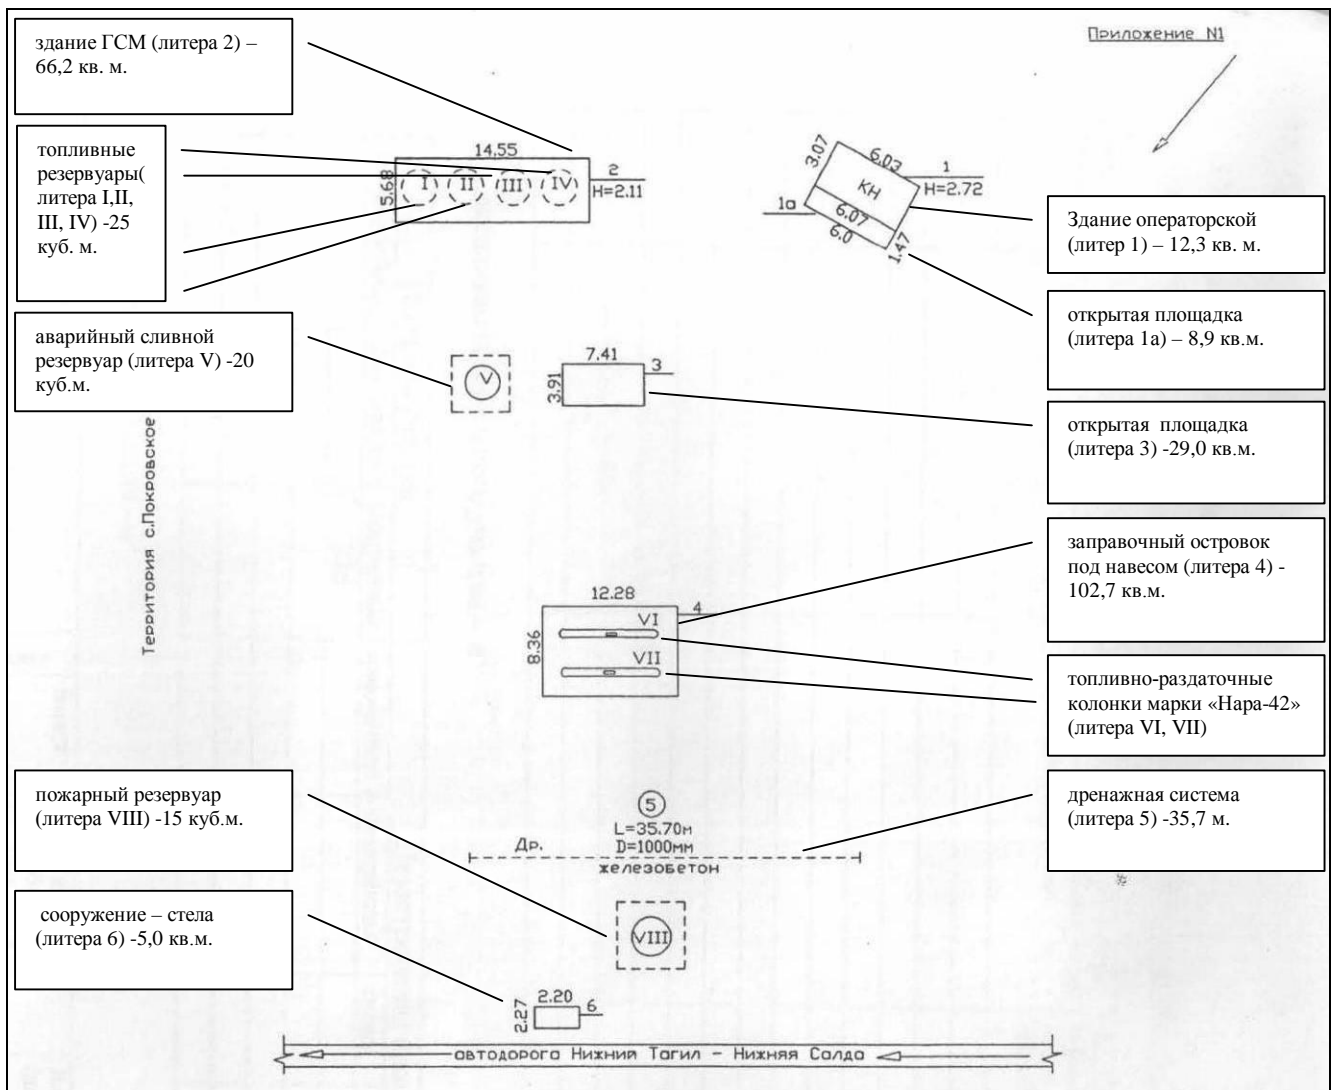 Приложение N1
здание ГСМ (литера 2) –
66,2 кв. м.
топливные
резервуары(
литера I,II,
III, IV) -25
куб. м.
аварийный сливной
резервуар (литера V) -20
куб.м.
14.55
5.68
I
II
III
IV
2
H=2.11
3.07
6.03
1
H=2.72
КН
1а
6.07
6.0
1.47
Здание операторской
(литер 1) – 12,3 кв. м.
открытая площадка
(литера 1а) – 8,9 кв.м.
открытая площадка
(литера 3) -29,0 кв.м.
V
7.41
3
3.91
Территория с.Покровское
заправочный островок
под навесом (литера 4) -
102,7 кв.м.
12.28
4
8.36
VI
VII
топливно-раздаточные
колонки марки «Нара-42»
(литера VI, VII)
пожарный резервуар
(литера VIII) -15 куб.м.
5
L=35.70м
Др.
D=1000мм
железобетон
дренажная система
(литера 5) -35,7 м.
сооружение – стела
(литера 6) -5,0 кв.м.
VIII
2.20
6
2.27
автодорога Нижний Тагил - Нижняя Салда